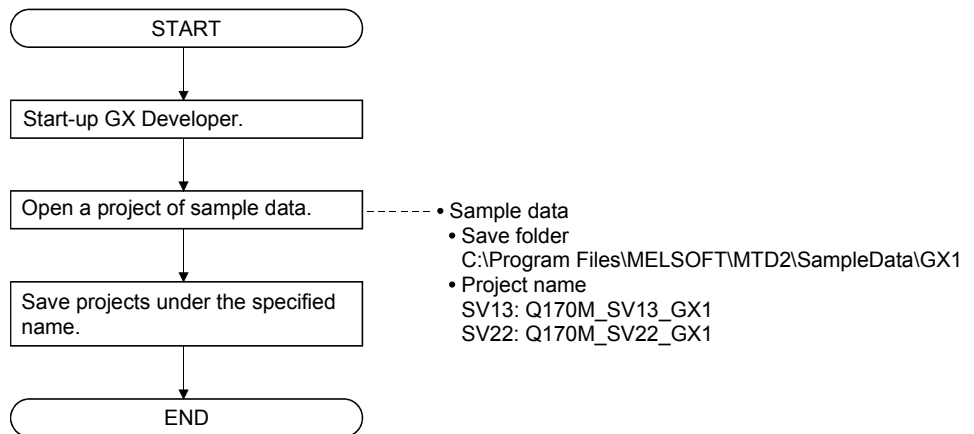 START
Start-up GX Developer.
Open a project of sample data.
• Sample data
• Save folder
C:\Program Files\MELSOFT\MTD2\SampleData\GX1
• Project name
SV13: Q170M_SV13_GX1
SV22: Q170M_SV22_GX1
Save projects under the specified
name.
END